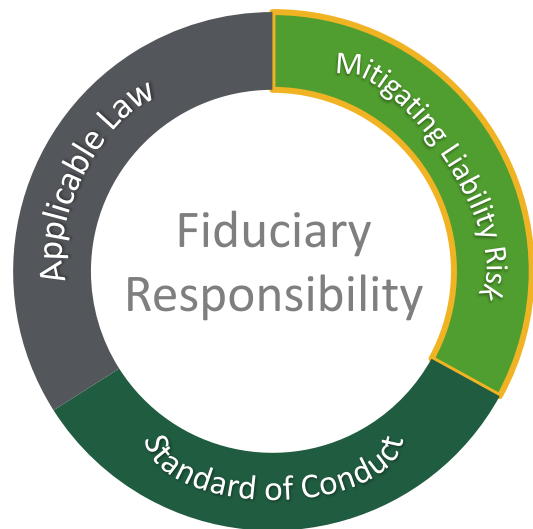 Mitigating Liability Risk
Applicable Law
Fiduciary
Responsibility
Standard of Conduct